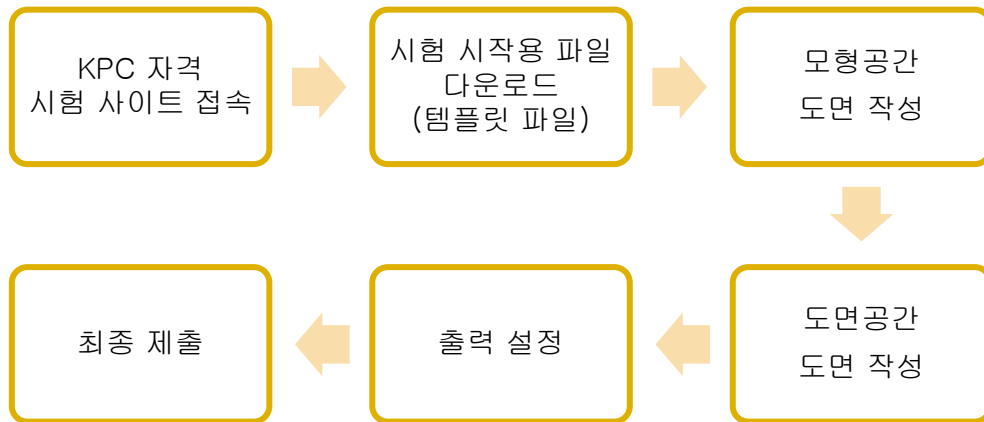 KPC 자격
시험 사이트 접속
시험 시작용 파일
다운로드
(템플릿 파일)
모형공간
도면 작성
도면공간
도면 작성
출력 설정
최종 제출